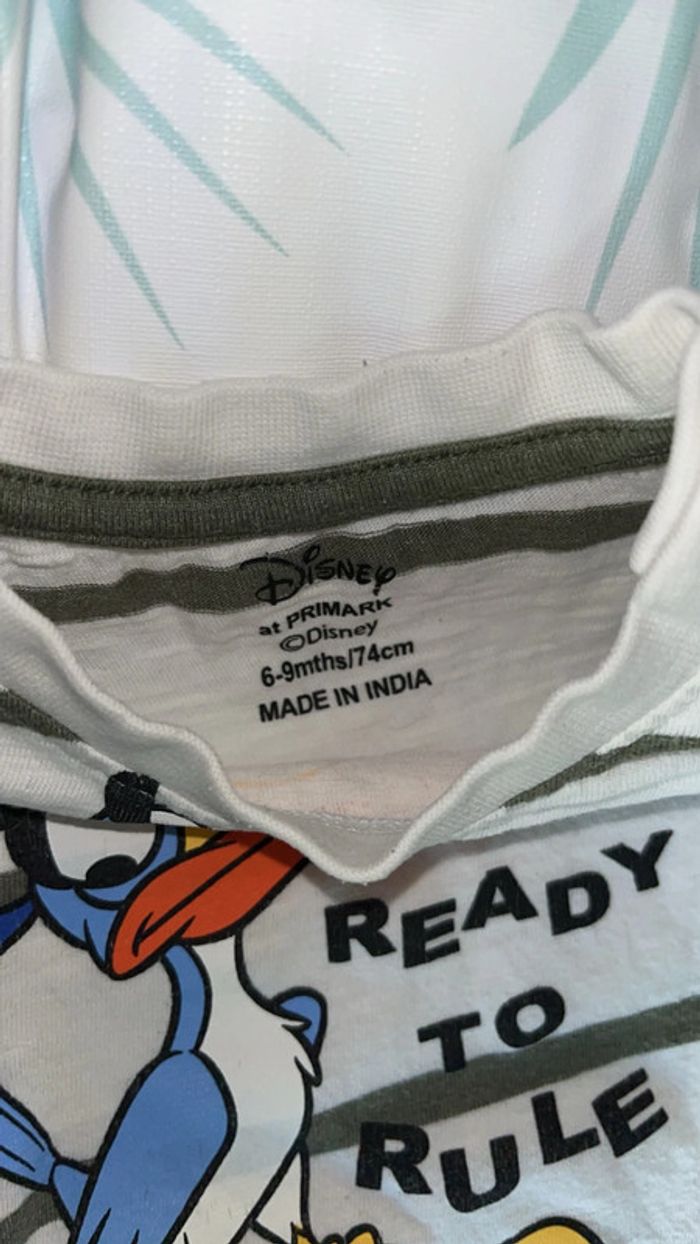 Disney
at PRIMARK
©Disney
6-9mths/74cm
MADE IN INDIA
READY
TO
RULE